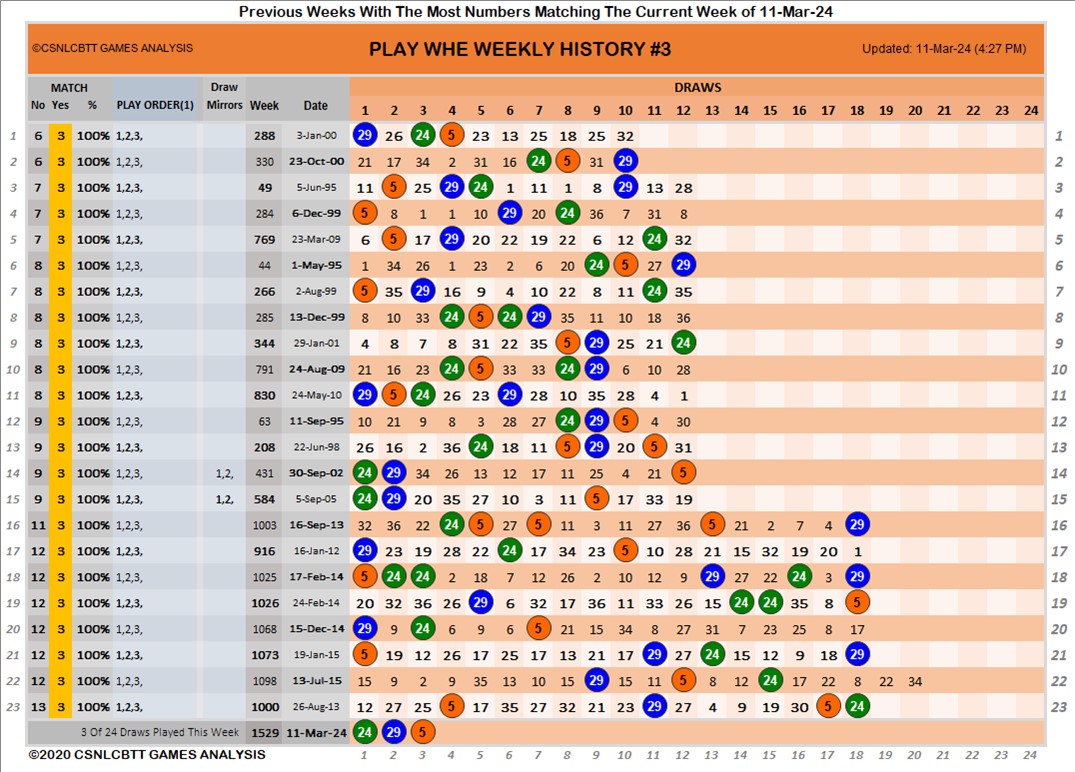 Previous Weeks With The Most Numbers Matching The Current Week of 11-Mar-24
©CSNLCBTT GAMES ANALYSIS PLAY WHE WEEKLY HISTORY #3 Updated: 11-Mar-24 (4:27 PM)
MATCH Draw DRAWS
No Yes % PLAY ORDER(1) Mirrors Week Date 1 2 3 4 5 6 7 8 9 10 11 12 13 14 15 16 17 18 19 20 21 22 23 24
1 6 3 100% 1,2,3, 288 3-Jan-00 29 26 24 5 23 13 25 18 25 32 1
2 6 3 100% 1,2,3, 330 23-Oct-00 21 17 34 2 31 16 24 5 31 29 2
3 7 3 100% 1,2,3, 49 5-Jun-95 11 5 25 29 24 1 11 1 8 29 13 28 3
4 7 3 100% 1,2,3, 284 6-Dec-99 5 8 1 1 10 29 20 24 36 7 31 8 4
5 7 3 100% 1,2,3, 769 23-Mar-09 6 5 17 29 20 22 19 22 6 12 24 32 5
6 8 3 100% 1,2,3, 44 1-May-95 1 34 26 1 23 2 6 20 24 5 27 29 6
7 8 3 100% 1,2,3, 266 2-Aug-99 5 35 29 16 9 4 10 22 8 11 24 35 7
8 8 3 100% 1,2,3, 285 13-Dec-99 8 10 33 24 5 24 29 35 11 10 18 36 8
9 8 3 100% 1,2,3, 344 29-Jan-01 4 8 7 8 31 22 35 5 29 25 21 24 9
10 8 3 100% 1,2,3, 791 24-Aug-09 21 16 23 24 5 33 33 24 29 6 10 28 10
11 8 3 100% 1,2,3, 830 24-May-10 29 5 24 26 23 29 28 10 35 28 4 1 11
12 9 3 100% 1,2,3, 63 11-Sep-95 10 21 9 8 3 28 27 24 29 5 4 30 12
13 9 3 100% 1,2,3, 208 22-Jun-98 26 16 2 36 24 18 11 5 29 20 5 31 13
14 9 3 100% 1,2,3, 1,2, 431 30-Sep-02 24 29 34 26 13 12 17 11 25 4 21 5 14
15 9 3 100% 1,2,3, 1,2, 584 5-Sep-05 24 29 20 35 27 10 3 11 5 17 33 19 15
16 11 3 100% 1,2,3, 1003 16-Sep-13 32 36 22 24 5 27 5 11 3 11 27 36 5 21 2 7 4 29 16
17 12 3 100% 1,2,3, 916 16-Jan-12 29 23 19 28 22 24 17 34 23 5 10 28 21 15 32 19 20 1 17
18 12 3 100% 1,2,3, 1025 17-Feb-14 5 24 24 2 18 7 12 26 2 10 12 9 29 27 22 24 3 29 18
19 12 3 100% 1,2,3, 1026 24-Feb-14 20 32 36 26 29 6 32 17 36 11 33 26 15 24 24 35 8 5 19
20 12 3 100% 1,2,3, 1068 15-Dec-14 29 9 24 6 9 6 5 21 15 34 8 27 31 7 23 25 8 17 20
21 12 3 100% 1,2,3, 1073 19-Jan-15 5 19 12 26 17 25 17 13 21 17 29 27 24 15 12 9 18 29 21
22 12 3 100% 1,2,3, 1098 13-Jul-15 15 9 2 9 35 13 10 15 29 15 11 5 8 12 24 17 22 8 22 34 22
23 13 3 100% 1,2,3, 1000 26-Aug-13 12 27 25 5 17 35 27 32 21 23 29 27 4 9 19 30 5 24 23
3 Of 24 Draws Played This Week 1529 11-Mar-24 24 29 5
©2020 CSNLCBTT GAMES ANALYSIS 1 2 3 4 5 6 7 8 9 10 11 12 13 14 15 16 17 18 19 20 21 22 23 24